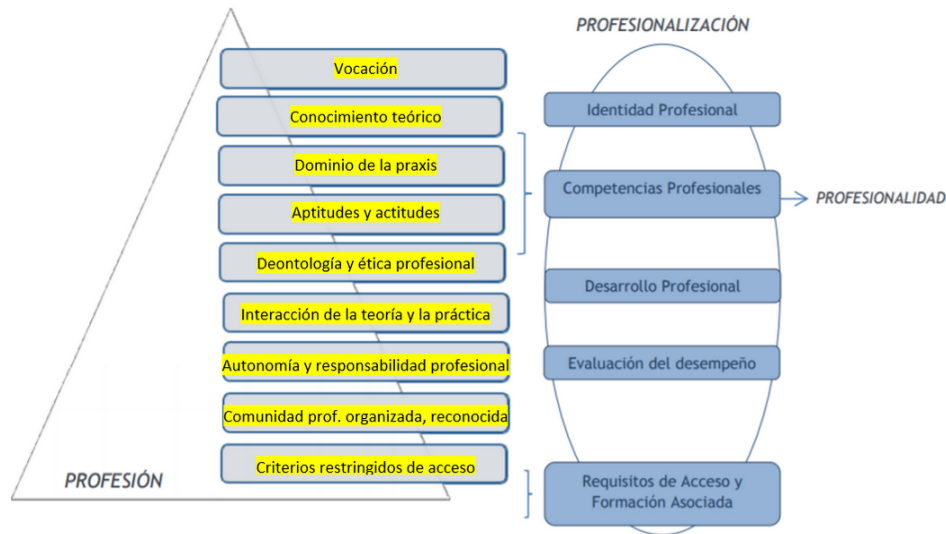 PROFESIONALIZACIÓN
Vocación
Conocimiento teórico
Dominio de la praxis
Aptitudes y actitudes
Deontología y ética profesional
Interacción de la teoría y la práctica
Autonomía y responsabilidad profesional
Comunidad prof. organizada, reconocida
Criterios restringidos de acceso
PROFESIÓN
Identidad Profesional
Competencias Profesionales
PROFESIONALIDAD
Desarrollo Profesional
Evaluación del desempeño
Requisitos de Acceso y
Formación Asociada